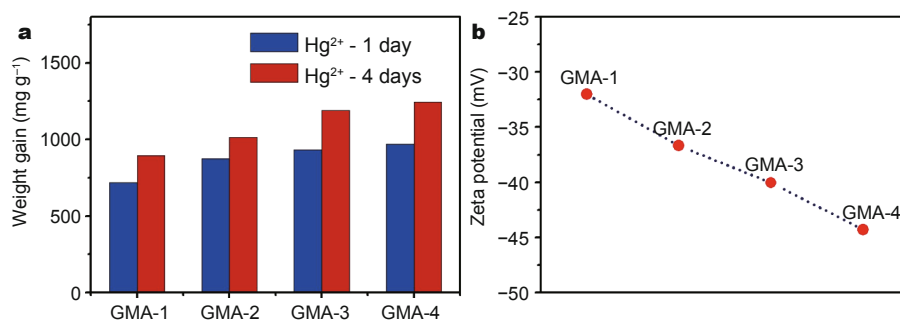 a
Hg²⁺ - 1 day
Hg²⁺ - 4 days
Weight gain (mg g⁻¹)
1500
1000
500
0
GMA-1 GMA-2 GMA-3 GMA-4
b
Zeta potential (mV)
−25
−30
−35
−40
−45
−50
GMA-1
GMA-2
GMA-3
GMA-4